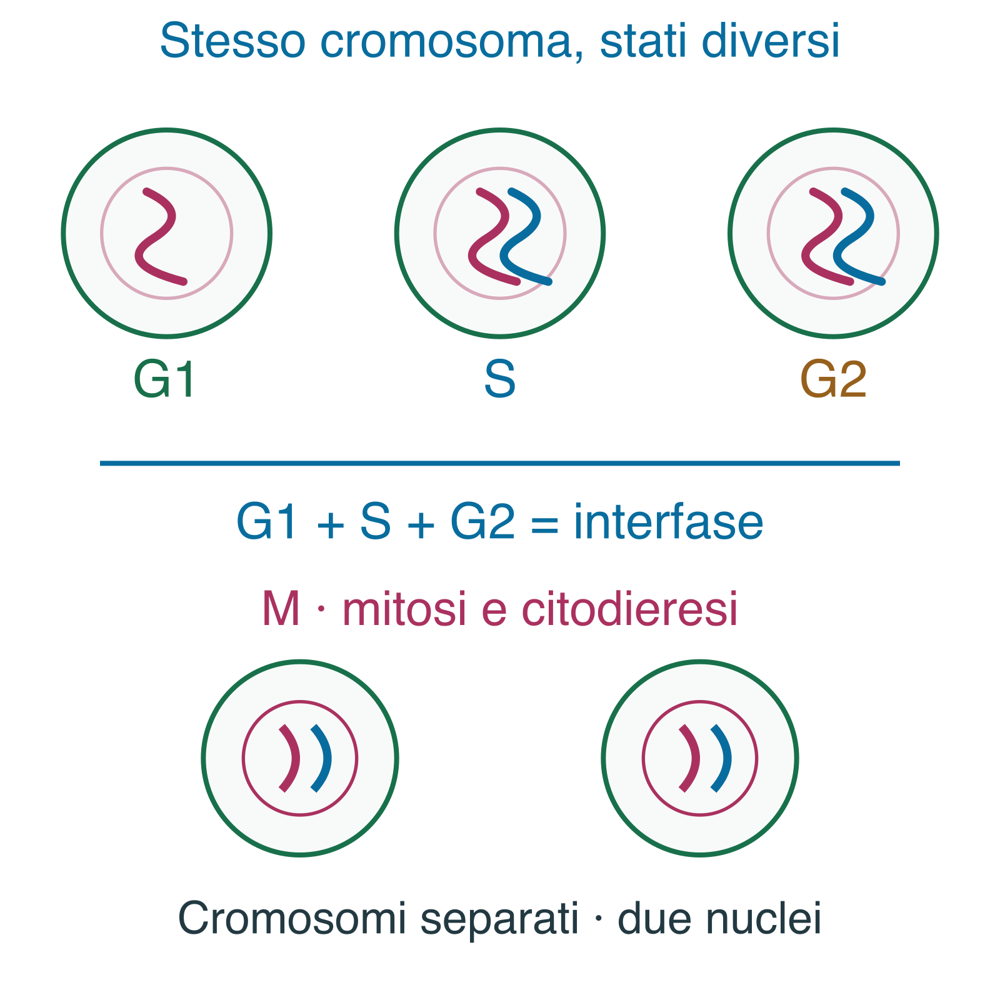 Stesso cromosoma, stati diversi
G1
S
G2
G1 + S + G2 = interfase
M · mitosi e citodieresi
Cromosomi separati · due nuclei